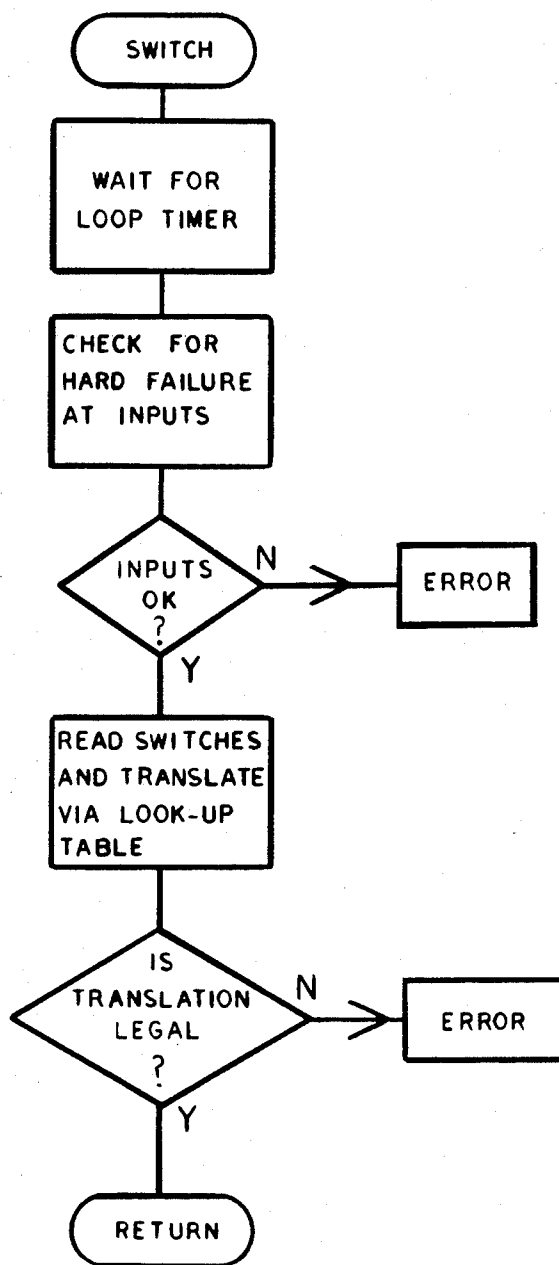 SWITCH
WAIT FOR
LOOP TIMER
CHECK FOR
HARD FAILURE
AT INPUTS
INPUTS
OK
?
N
ERROR
Y
READ SWITCHES
AND TRANSLATE
VIA LOOK-UP
TABLE
IS
TRANSLATION
LEGAL
?
N
ERROR
Y
RETURN